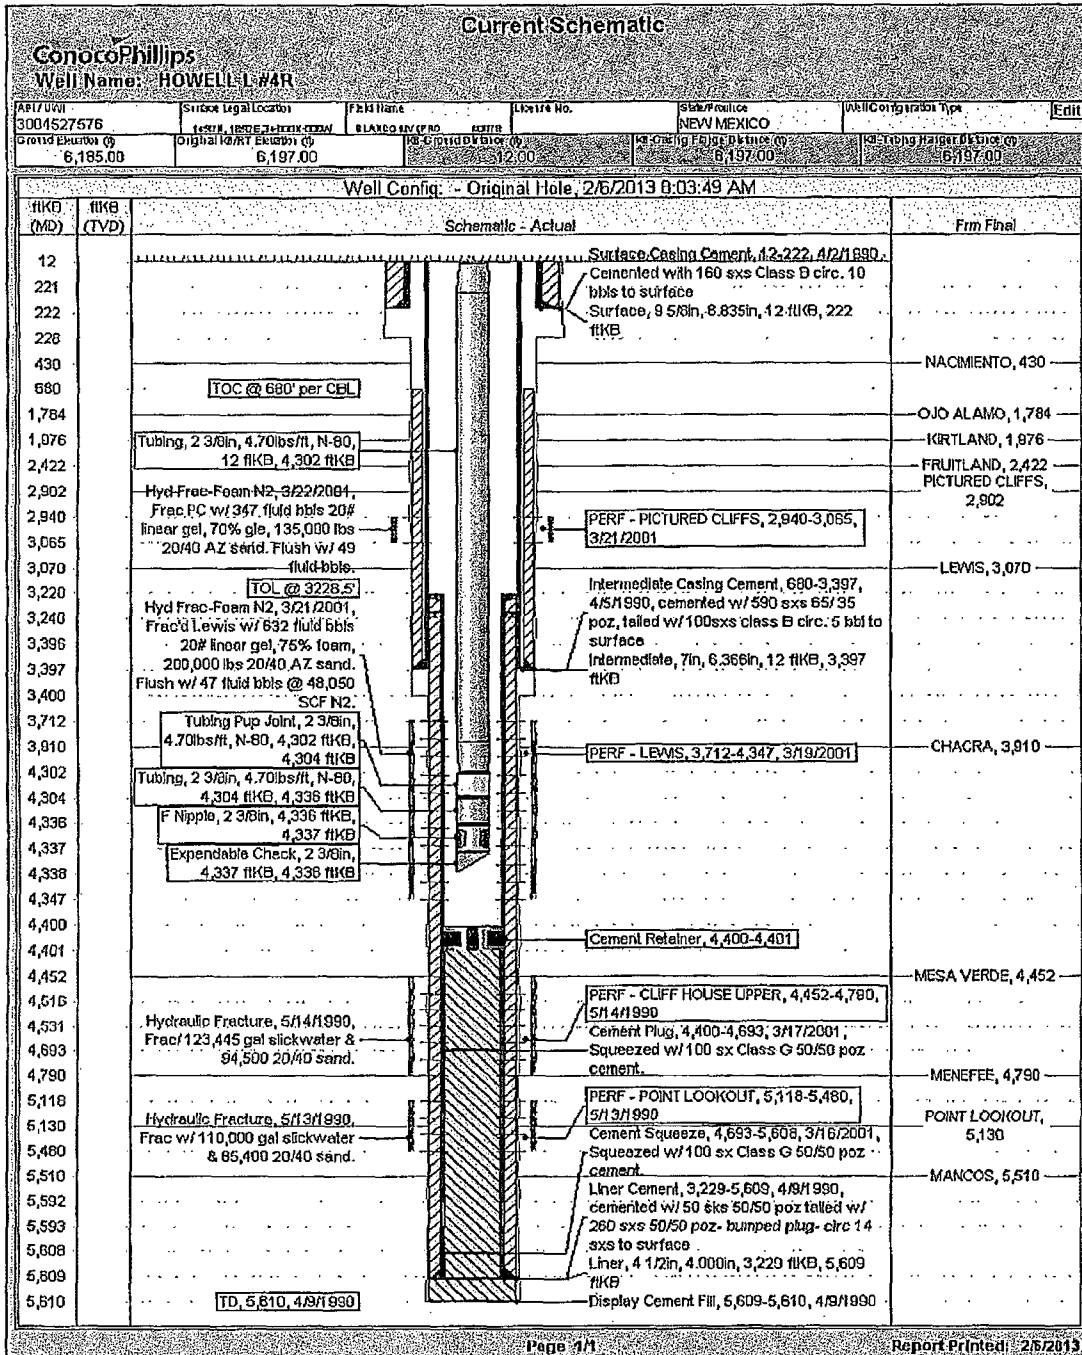 Current Schematic
ConocoPhillips
Well Name: HOWELL L #4R
API / UWI
3004527576
Surface Legal Location
Field Name
License No.
State/Province
NEW MEXICO
Well Configuration Type
Edit
Ground Elevation (ft)
6,185.00
Original KB/RT Elevation (ft)
6,197.00
KB-Ground Distance (ft)
12.00
KB-Casing Flange Distance (ft)
6,197.00
KB-Tubing Hanger Distance (ft)
6,197.00
Well Config: - Original Hole, 2/6/2013 8:03:49 AM
ftKB (MD)
ftKB (TVD)
Schematic - Actual
Frm Final
12
221
222
228
430
680
1,784
1,976
2,422
2,902
2,940
3,065
3,070
3,220
3,240
3,396
3,397
3,400
3,712
3,910
4,302
4,304
4,336
4,337
4,338
4,347
4,400
4,401
4,452
4,516
4,531
4,693
4,790
5,118
5,130
5,480
5,510
5,592
5,593
5,608
5,609
5,610
TOC @ 680' per CBL
Tubing, 2 3/8in, 4.70lbs/ft, N-80,
12 ftKB, 4,302 ftKB
Hyd Frac-Foam N2, 3/22/2001,
Frac PC w/ 347 fluid bbls 20#
linear gel, 70% gle, 135,000 lbs
20/40 AZ sand. Flush w/ 49
fluid bbls.
TOL @ 3228.5'
Hyd Frac-Foam N2, 3/21/2001,
Frac'd Lewis w/ 632 fluid bbls
20# linear gel, 75% foam,
200,000 lbs 20/40 AZ sand.
Flush w/ 47 fluid bbls @ 48,050
SCF N2.
Tubing Pup Joint, 2 3/8in,
4.70lbs/ft, N-80, 4,302 ftKB,
4,304 ftKB
Tubing, 2 3/8in, 4.70lbs/ft, N-80,
4,304 ftKB, 4,336 ftKB
F Nipple, 2 3/8in, 4,336 ftKB,
4,337 ftKB
Expendable Check, 2 3/8in,
4,337 ftKB, 4,338 ftKB
Hydraulic Fracture, 5/14/1990,
Frac/ 123,445 gal slickwater &
94,500 20/40 sand.
Hydraulic Fracture, 5/13/1990,
Frac w/ 110,000 gal slickwater
& 85,400 20/40 sand.
TD, 5,610, 4/9/1990
Surface Casing Cement, 12-222, 4/2/1990
Cemented with 160 sxs Class B circ. 10
bbls to surface
Surface, 9 5/8in, 8.835in, 12 ftKB, 222
ftKB
PERF - PICTURED CLIFFS, 2,940-3,065,
3/21/2001
Intermediate Casing Cement, 680-3,397,
4/5/1990, cemented w/ 590 sxs 65/ 35
poz, tailed w/ 100sxs class B circ. 5 bbl to
surface
Intermediate, 7in, 6.366in, 12 ftKB, 3,397
ftKB
PERF - LEWIS, 3,712-4,347, 3/19/2001
Cement Retainer, 4,400-4,401
PERF - CLIFF HOUSE UPPER, 4,452-4,790,
5/14/1990
Cement Plug, 4,400-4,693, 3/17/2001,
Squeezed w/ 100 sx Class G 50/50 poz
cement.
PERF - POINT LOOKOUT, 5,118-5,480,
5/13/1990
Cement Squeeze, 4,693-5,608, 3/16/2001,
Squeezed w/ 100 sx Class G 50/50 poz
cement.
Liner Cement, 3,229-5,609, 4/9/1990,
cemented w/ 50 sks 50/50 poz tailed w/
260 sxs 50/50 poz- bumped plug- circ 14
sxs to surface
Liner, 4 1/2in, 4.000in, 3,229 ftKB, 5,609
ftKB
Display Cement Fill, 5,609-5,610, 4/9/1990
NACIMIENTO, 430
OJO ALAMO, 1,784
KIRTLAND, 1,976
FRUITLAND, 2,422
PICTURED CLIFFS,
2,902
LEWIS, 3,070
CHACRA, 3,910
MESA VERDE, 4,452
MENEFEE, 4,790
POINT LOOKOUT,
5,130
MANCOS, 5,510
Page 1/1
Report Printed: 2/6/2013